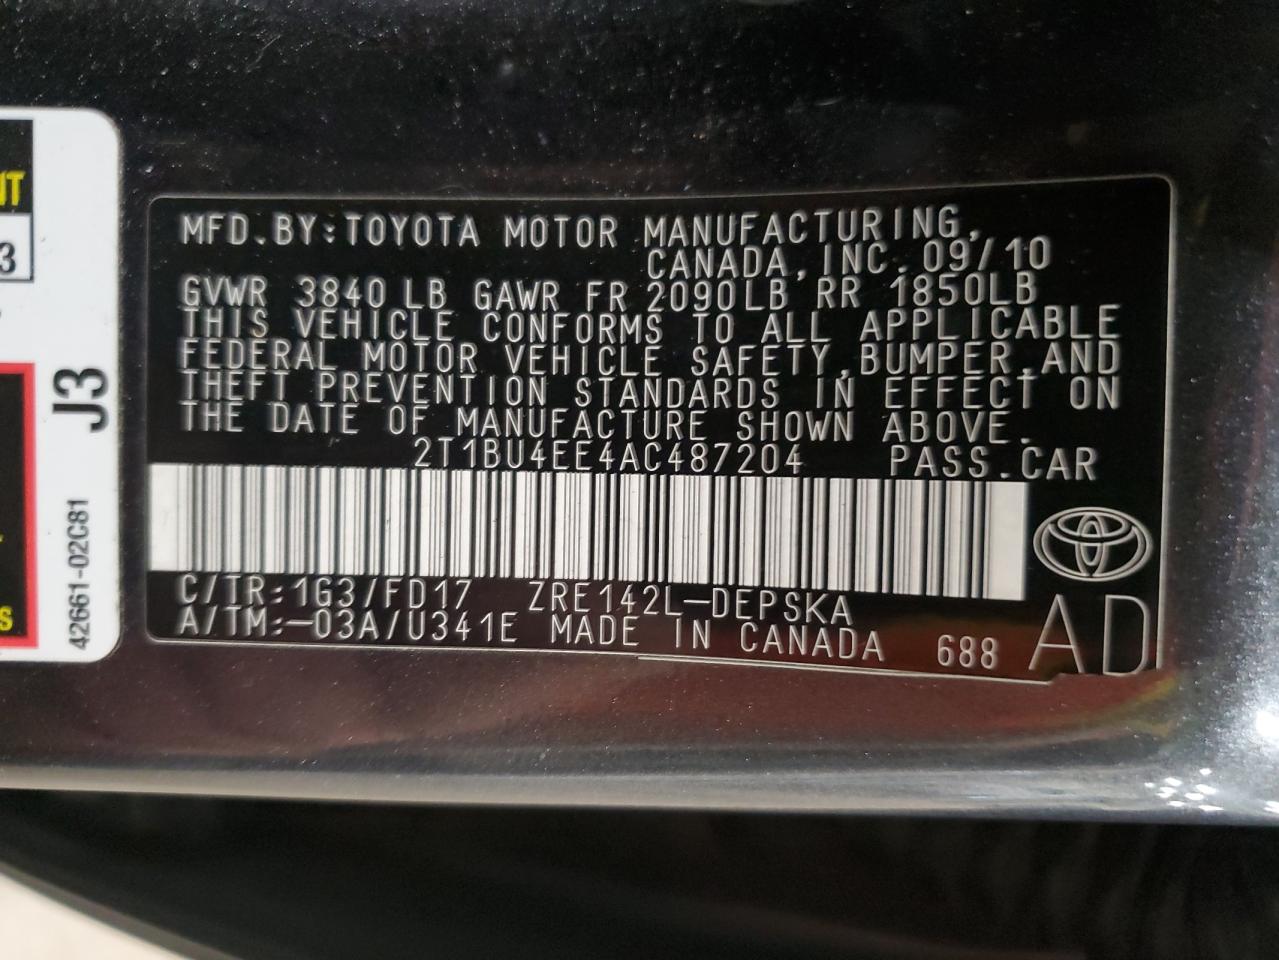 MFD.BY:TOYOTA MOTOR MANUFACTURING,
CANADA,INC. 09/10
GVWR 3840 LB GAWR FR 2090LB RR 1850LB
THIS VEHICLE CONFORMS TO ALL APPLICABLE
FEDERAL MOTOR VEHICLE SAFETY,BUMPER,AND
THEFT PREVENTION STANDARDS IN EFFECT ON
THE DATE OF MANUFACTURE SHOWN ABOVE.
2T1BU4EE4AC487204 PASS.CAR
C/TR:1G3/FD17 ZRE142L-DEPSKA
A/TM:-03A/U341E MADE IN CANADA 688
AD
J3
42661-02C81
3